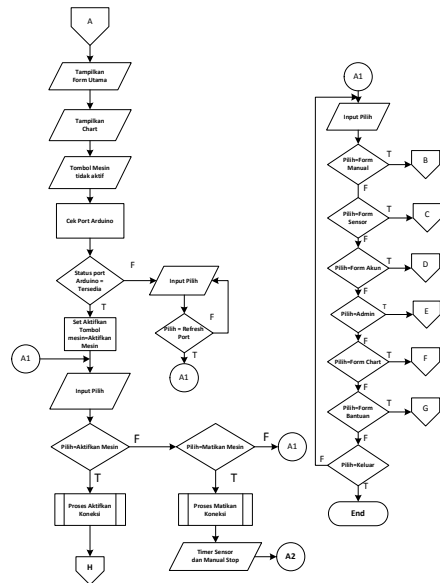 A
Tampilkan
Form Utama
Tampilkan
Chart
Tombol Mesin
tidak aktif
Cek Port Arduino
Status port
Arduino =
Tersedia
F
T
Input Pilih
Pilih = Refresh
Port
F
T
A1
Set Aktifkan
Tombol
mesin=Aktifkan
Mesin
A1
Input Pilih
Pilih=Aktifkan Mesin
F
T
Pilih=Matikan Mesin
F
A1
T
Proses Aktifkan
Koneksi
Proses Matikan
Koneksi
H
Timer Sensor
dan Manual Stop
A2
A1
Input Pilih
Pilih=Form
Manual
T
B
F
Pilih=Form
Sensor
T
C
F
Pilih=Form Akun
T
D
F
Pilih=Admin
T
E
F
Pilih=Form Chart
T
F
F
Pilih=Form
Bantuan
T
G
F
Pilih=Keluar
F
T
End